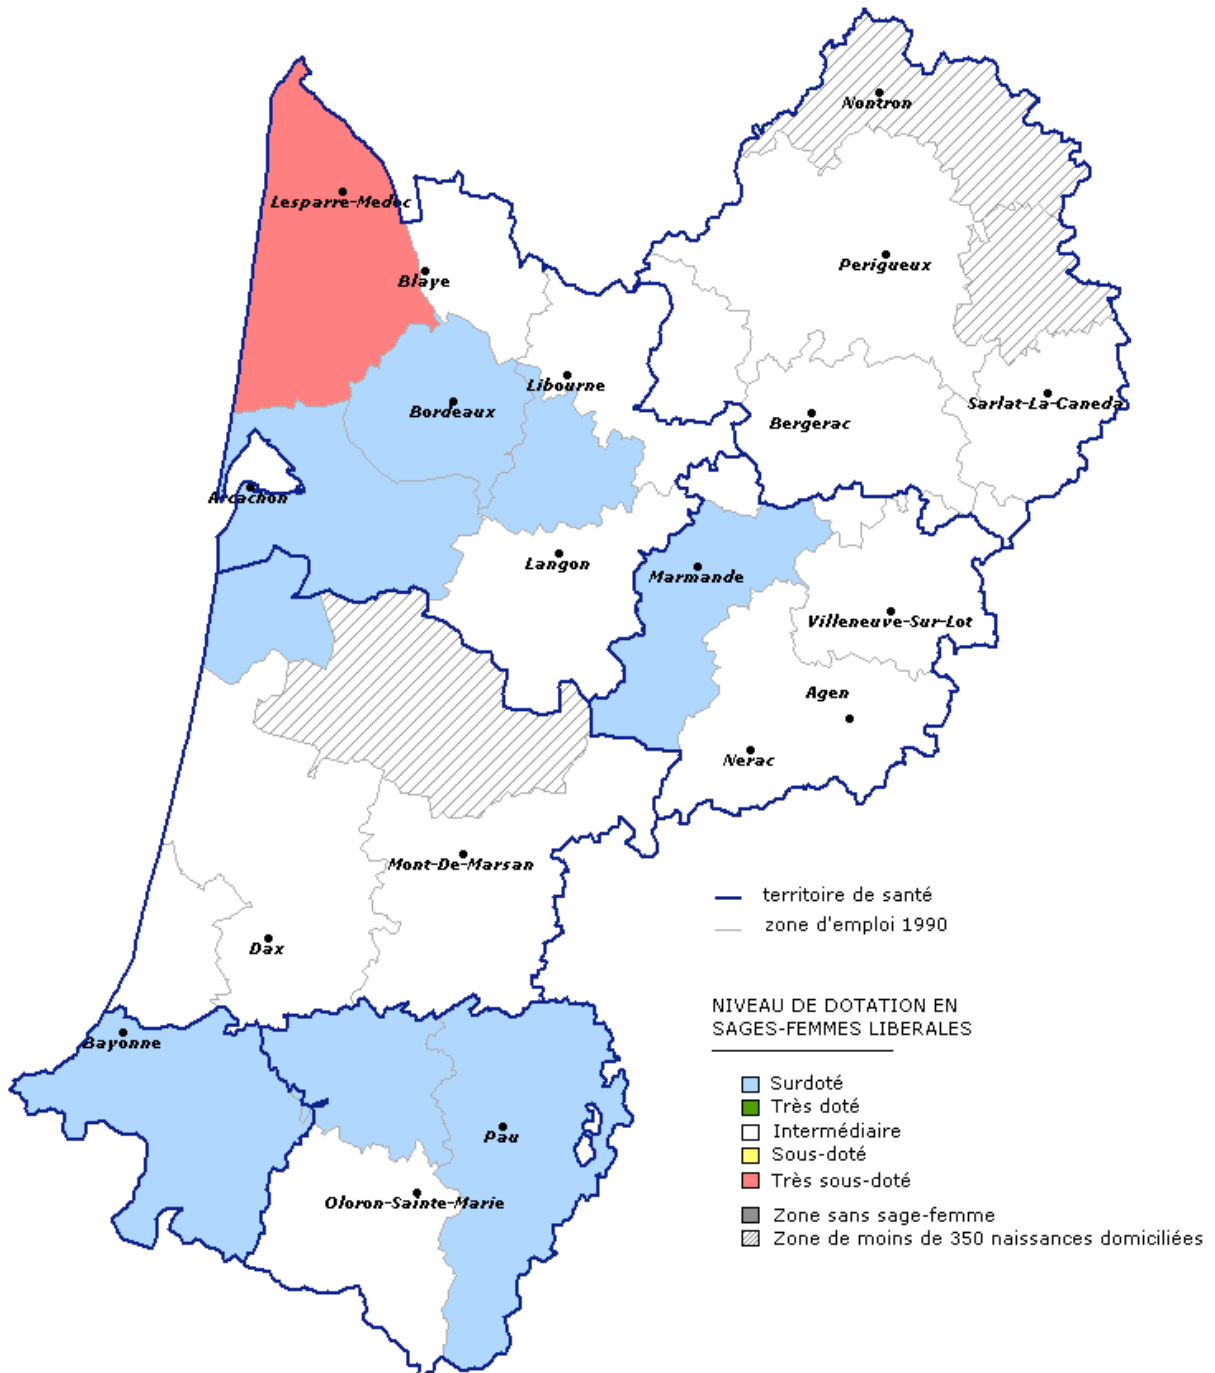 Nontron
Lesparre-Medoc
Perigueux
Blaye
Libourne
Bordeaux
Sarlat-La-Caneda
Bergerac
Arcachon
Langon
Marmande
Villeneuve-Sur-Lot
Agen
Nerac
Mont-De-Marsan
Dax
Bayonne
Pau
Oloron-Sainte-Marie
territoire de santé
zone d'emploi 1990
NIVEAU DE DOTATION EN
SAGES-FEMMES LIBERALES
Surdoté
Très doté
Intermédiaire
Sous-doté
Très sous-doté
Zone sans sage-femme
Zone de moins de 350 naissances domiciliées